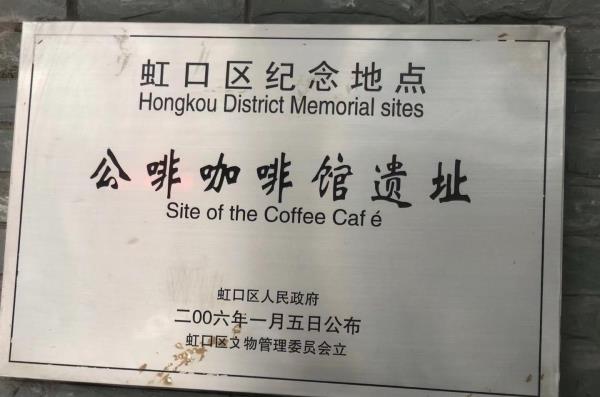 虹口区纪念地点
Hongkou District Memorial sites
公啡咖啡馆遗址
Site of the Coffee Café
虹口区人民政府
二00六年一月五日公布
虹口区文物管理委员会立